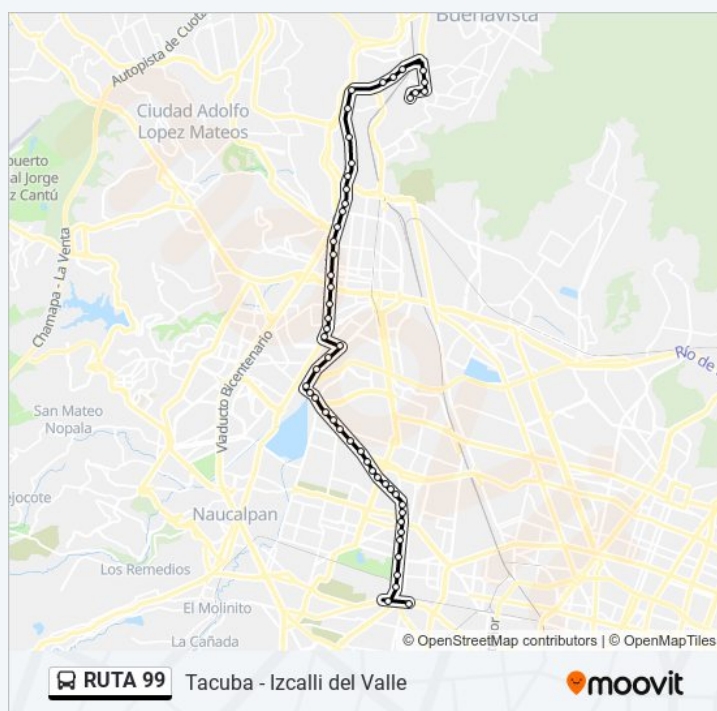 Buenavista
Autopista de Cuot
Ciudad Adolfo
Lopez Mateos
puerto
al Jorge
z Cantú
Chamapa - La Venta
Viaducto Bicentenario
Río de
San Mateo
Nopala
ejocote
Naucalpan
Los Remedios
El Molinito
La Cañada
or
© OpenStreetMap contributors | © OpenMapTiles
RUTA 99
Tacuba - Izcalli del Valle
moovit